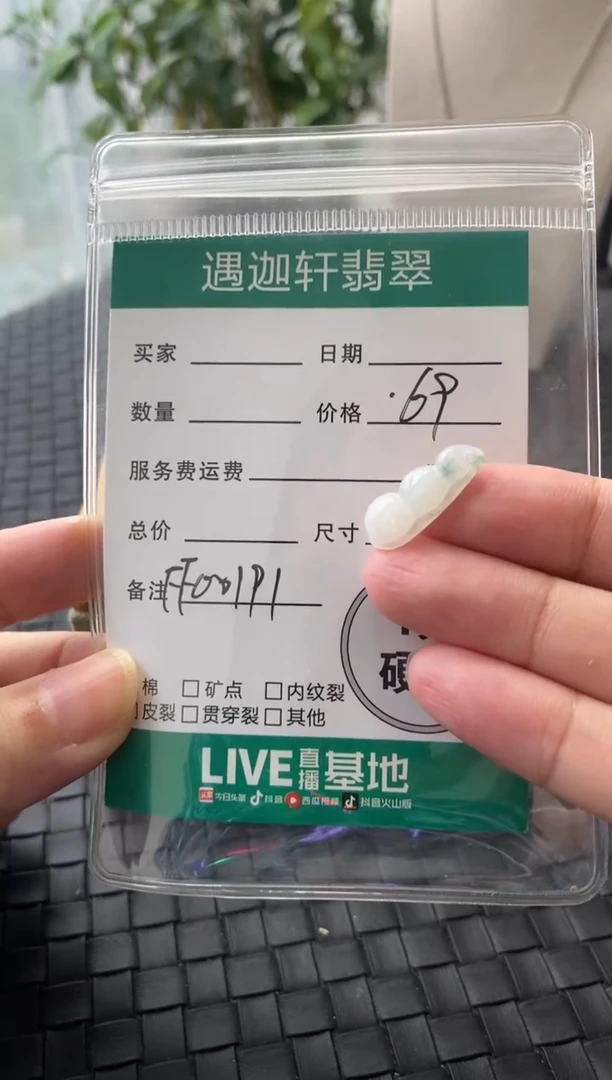 遇迦轩翡翠
买家 日期
数量 价格 .69
服务费运费
总价 尺寸
备注 FF00191
棉 □矿点 □内纹裂
皮裂 □贯穿裂 □其他
硬
LIVE直播基地
头条 今日头条 抖音 西瓜视频 抖音火山版